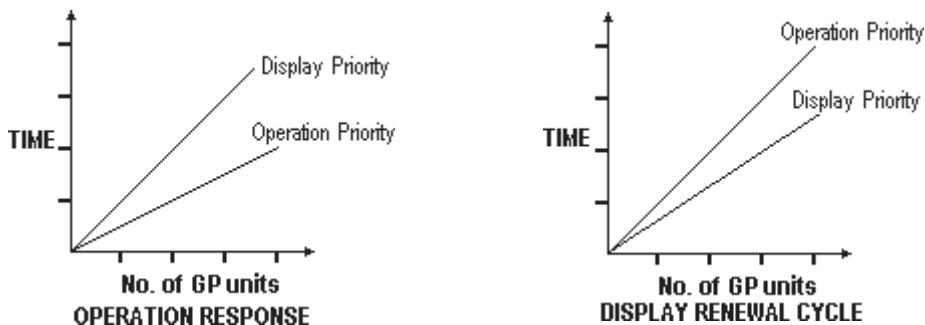 Display Priority
Operation Priority
TIME
No. of GP units
OPERATION RESPONSE
Operation Priority
Display Priority
TIME
No. of GP units
DISPLAY RENEWAL CYCLE